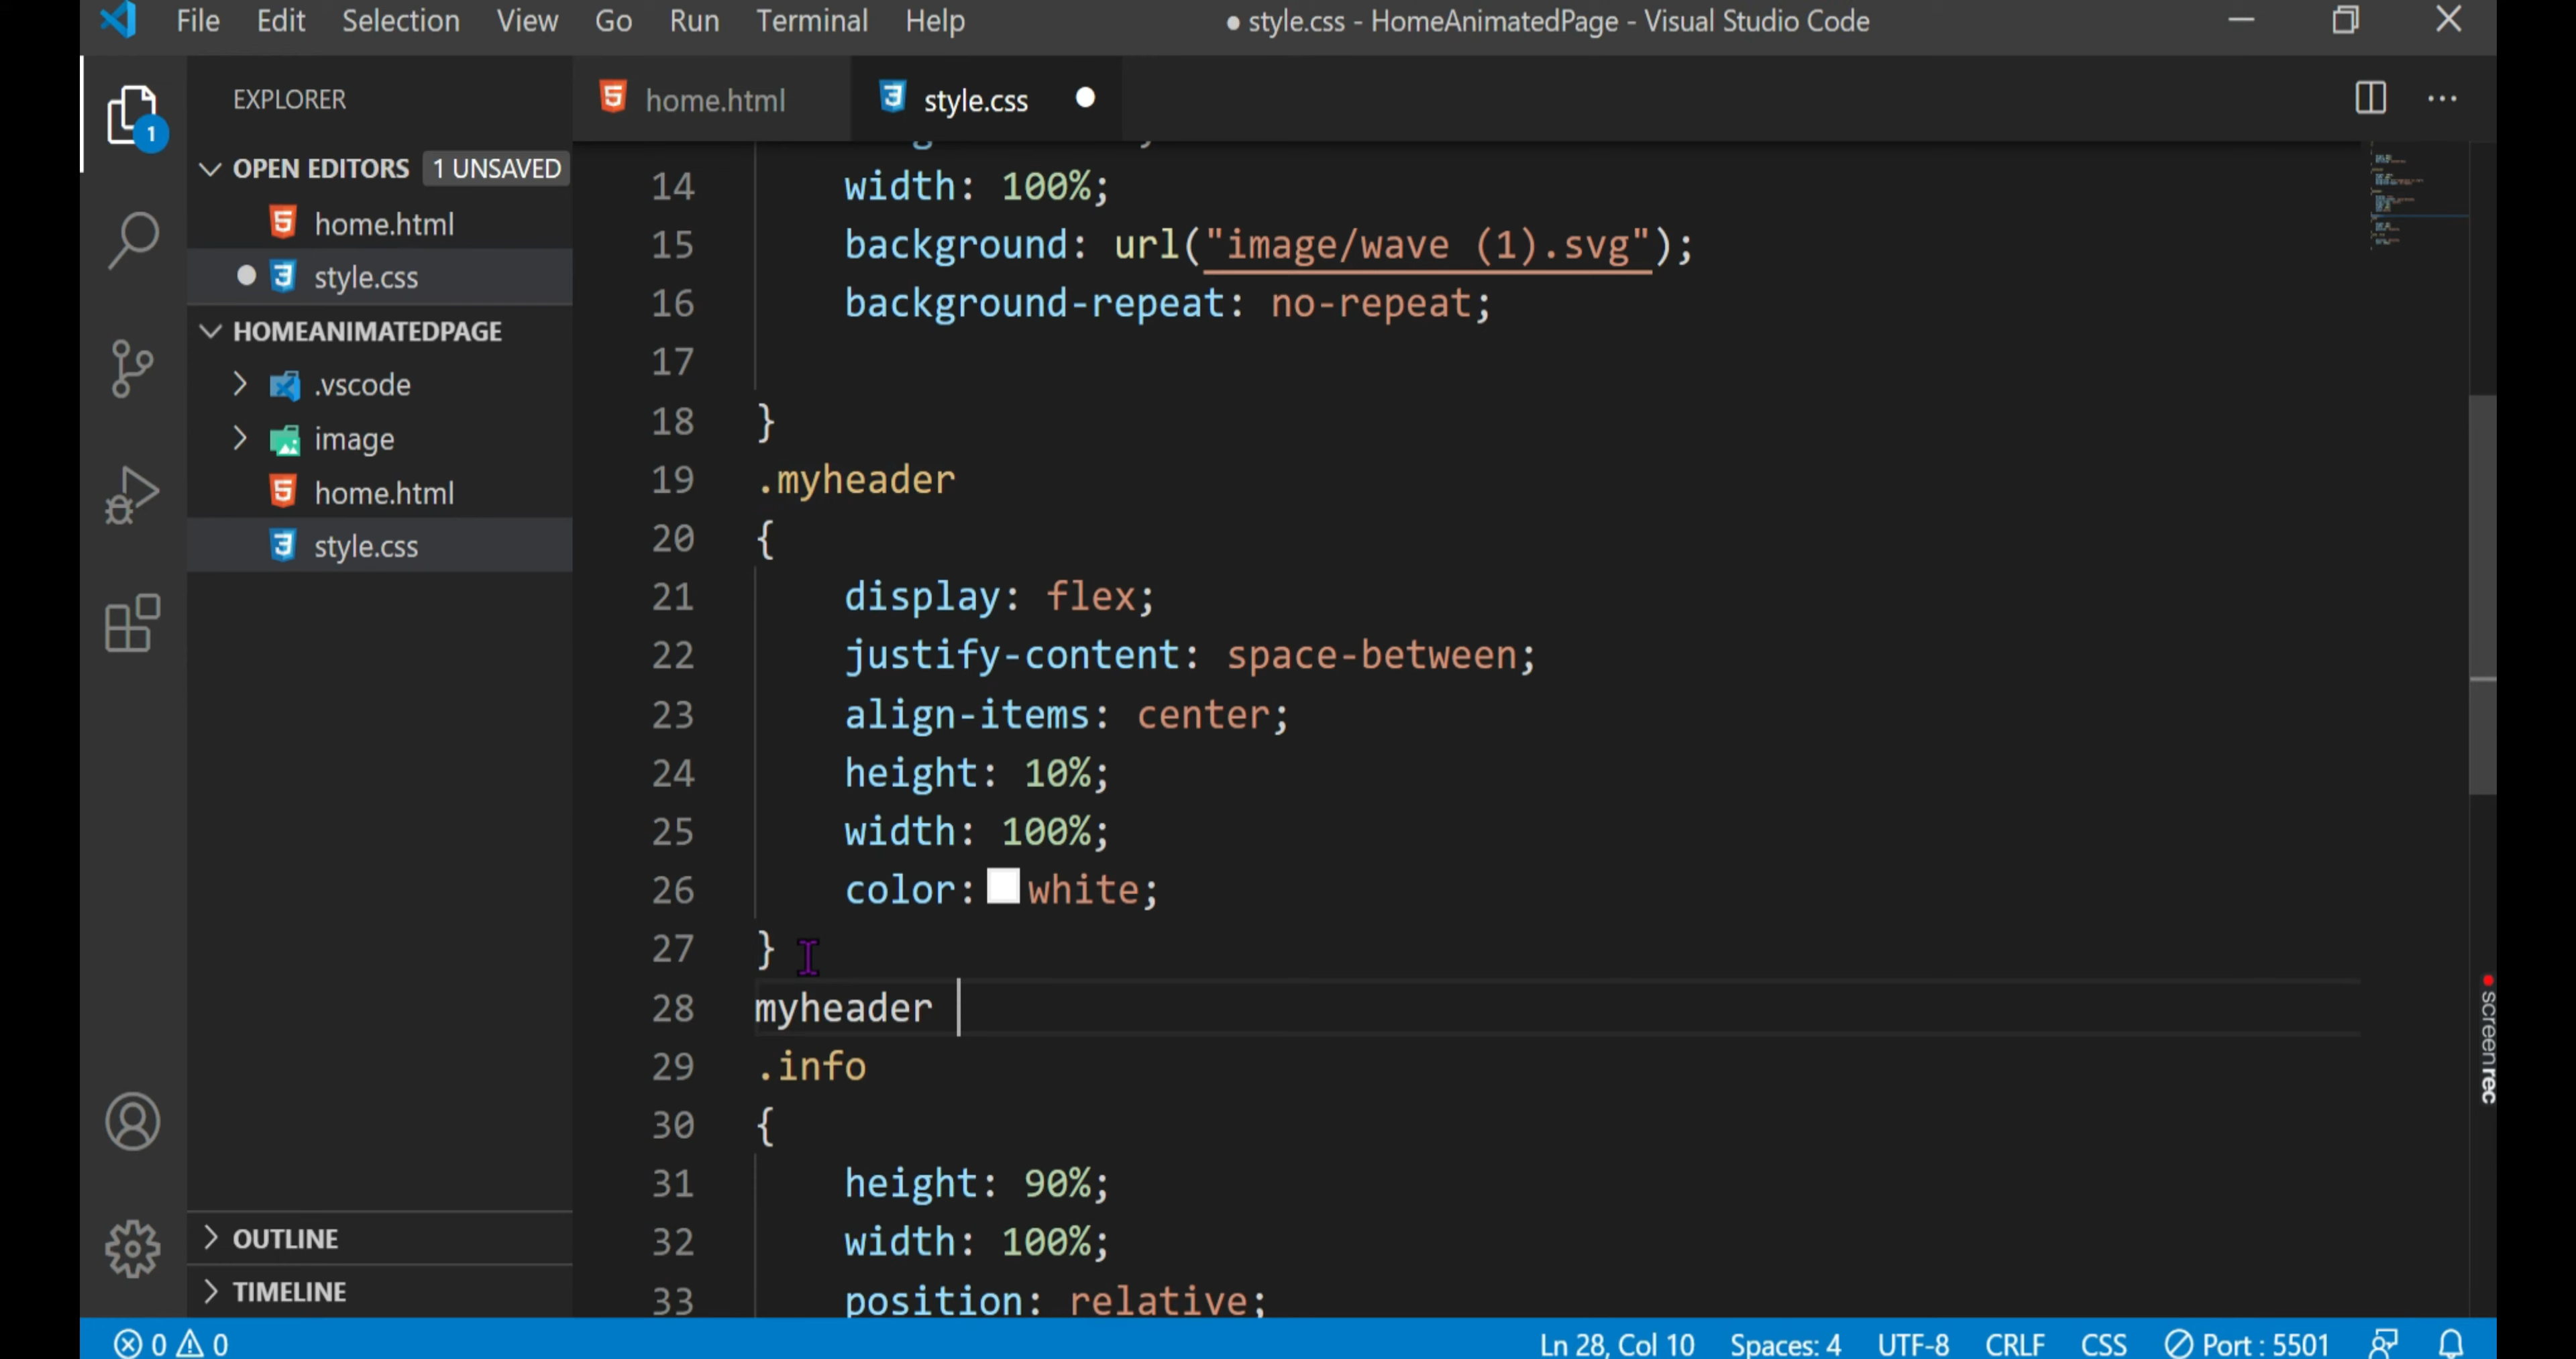 File Edit Selection View Go Run Terminal Help ● style.css - HomeAnimatedPage - Visual Studio Code
EXPLORER
home.html
style.css
1
OPEN EDITORS 1 UNSAVED
home.html
style.css
HOMEANIMATEDPAGE
.vscode
image
home.html
style.css
OUTLINE
TIMELINE
14 width: 100%;
15 background: url("image/wave (1).svg");
16 background-repeat: no-repeat;
17
18 }
19 .myheader
20 {
21 display: flex;
22 justify-content: space-between;
23 align-items: center;
24 height: 10%;
25 width: 100%;
26 color: white;
27 }
28 myheader
29 .info
30 {
31 height: 90%;
32 width: 100%;
33 position: relative;
screenrec
0 0 Ln 28, Col 10 Spaces: 4 UTF-8 CRLF CSS Port : 5501